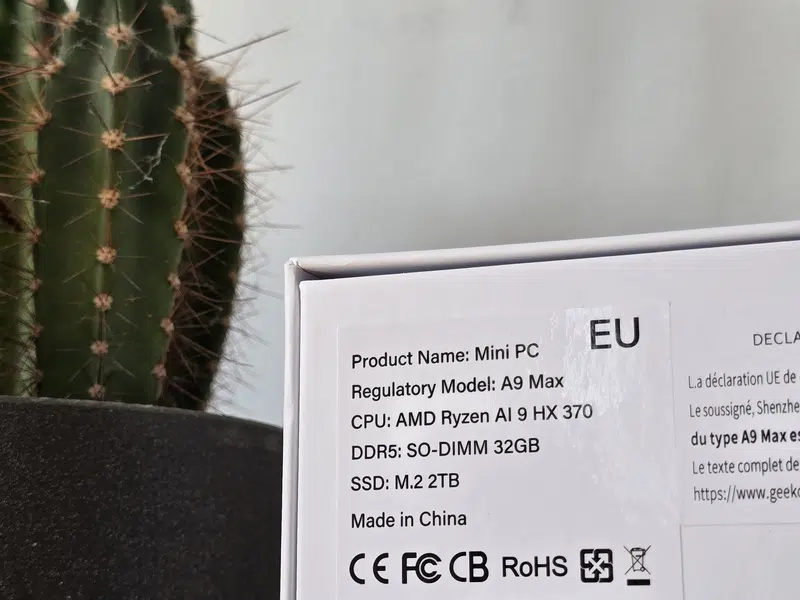 EU
Product Name: Mini PC
Regulatory Model: A9 Max
CPU: AMD Ryzen AI 9 HX 370
DDR5: SO-DIMM 32GB
SSD: M.2 2TB
Made in China
CE FC CB RoHS
DECLA
L.a déclaration UE de
Le soussigné, Shenzhe
du type A9 Max es
Le texte complet de
https://www.geeko